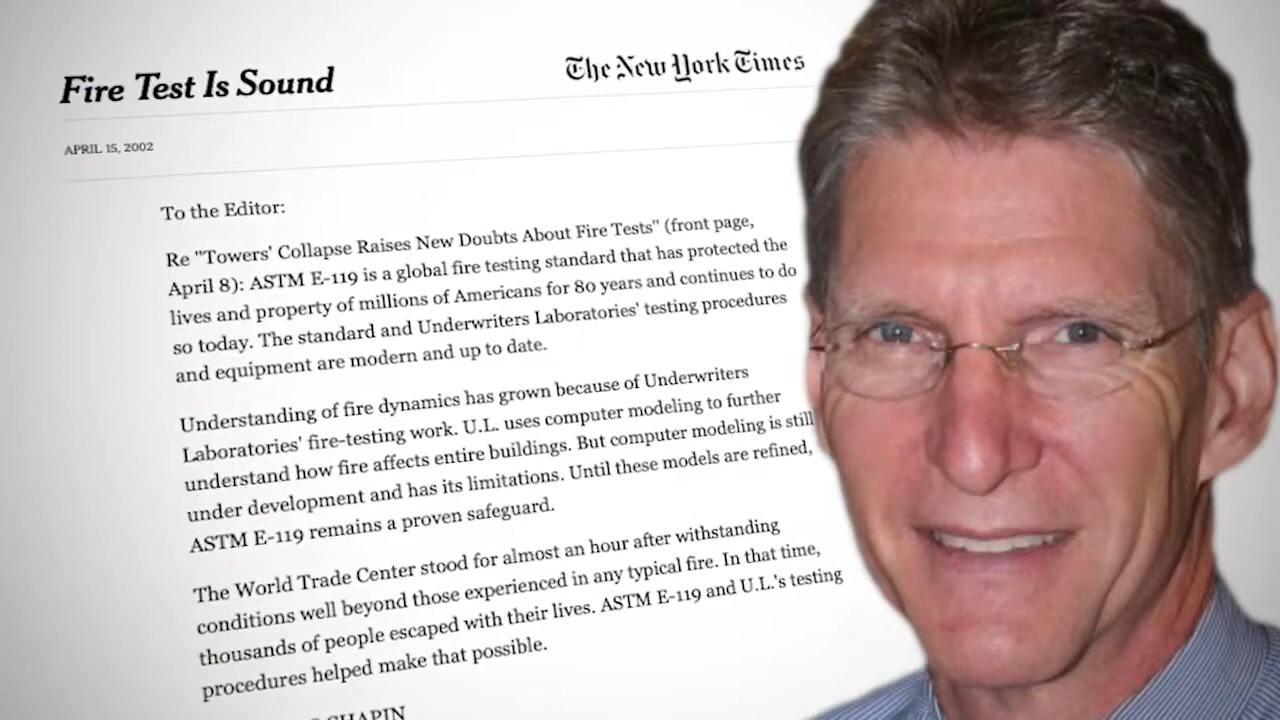 Fire Test Is Sound
The New York Times
APRIL 15, 2002
To the Editor:
Re "Towers' Collapse Raises New Doubts About Fire Tests" (front page,
April 8): ASTM E-119 is a global fire testing standard that has protected the
lives and property of millions of Americans for 80 years and continues to do
so today. The standard and Underwriters Laboratories' testing procedures
and equipment are modern and up to date.
Understanding of fire dynamics has grown because of Underwriters
Laboratories' fire-testing work. U.L. uses computer modeling to further
understand how fire affects entire buildings. But computer modeling is still
under development and has its limitations. Until these models are refined,
ASTM E-119 remains a proven safeguard.
The World Trade Center stood for almost an hour after withstanding
conditions well beyond those experienced in any typical fire. In that time,
thousands of people escaped with their lives. ASTM E-119 and U.L.'s testing
procedures helped make that possible.
CHAPIN